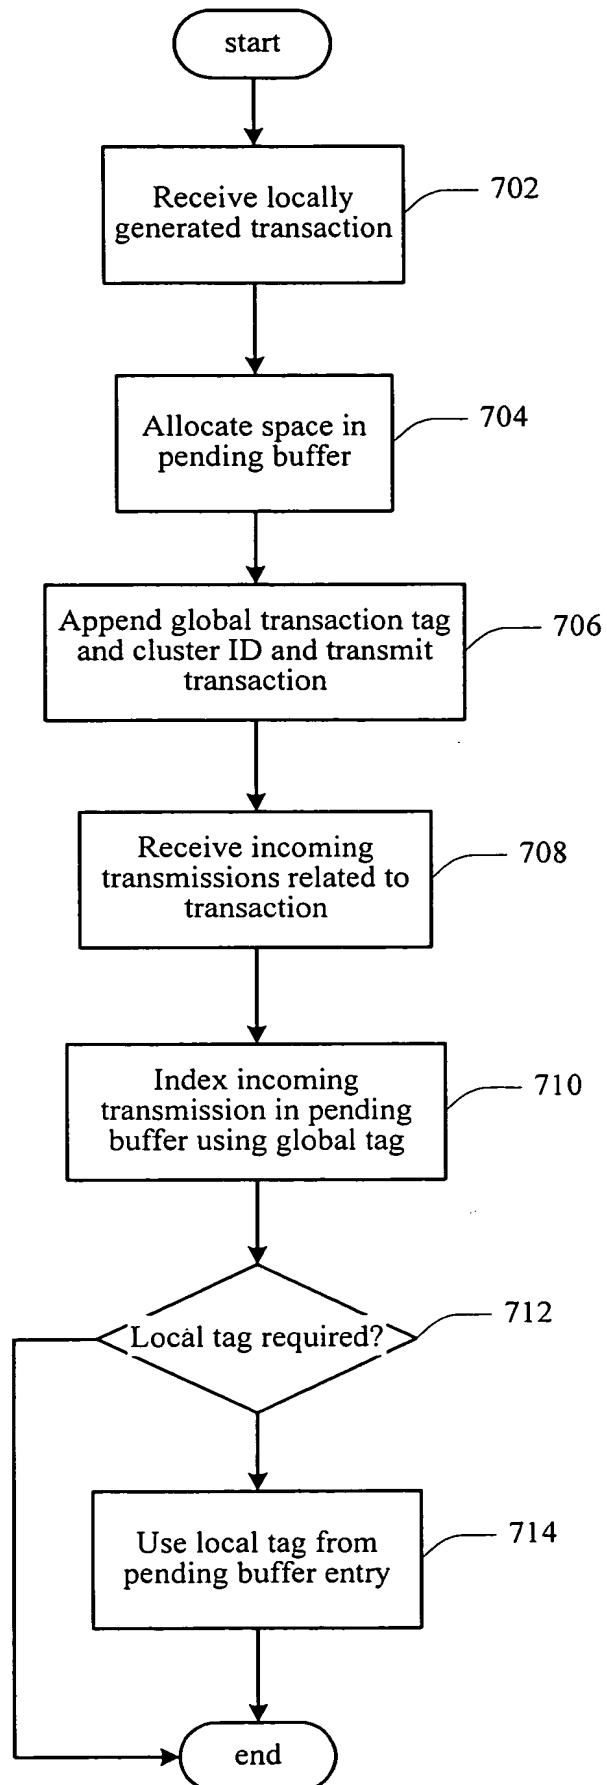 start
Receive locally
generated transaction
702
Allocate space in
pending buffer
704
Append global transaction tag
and cluster ID and transmit
transaction
706
Receive incoming
transmissions related to
transaction
708
Index incoming
transmission in pending
buffer using global tag
710
Local tag required?
712
Use local tag from
pending buffer entry
714
end